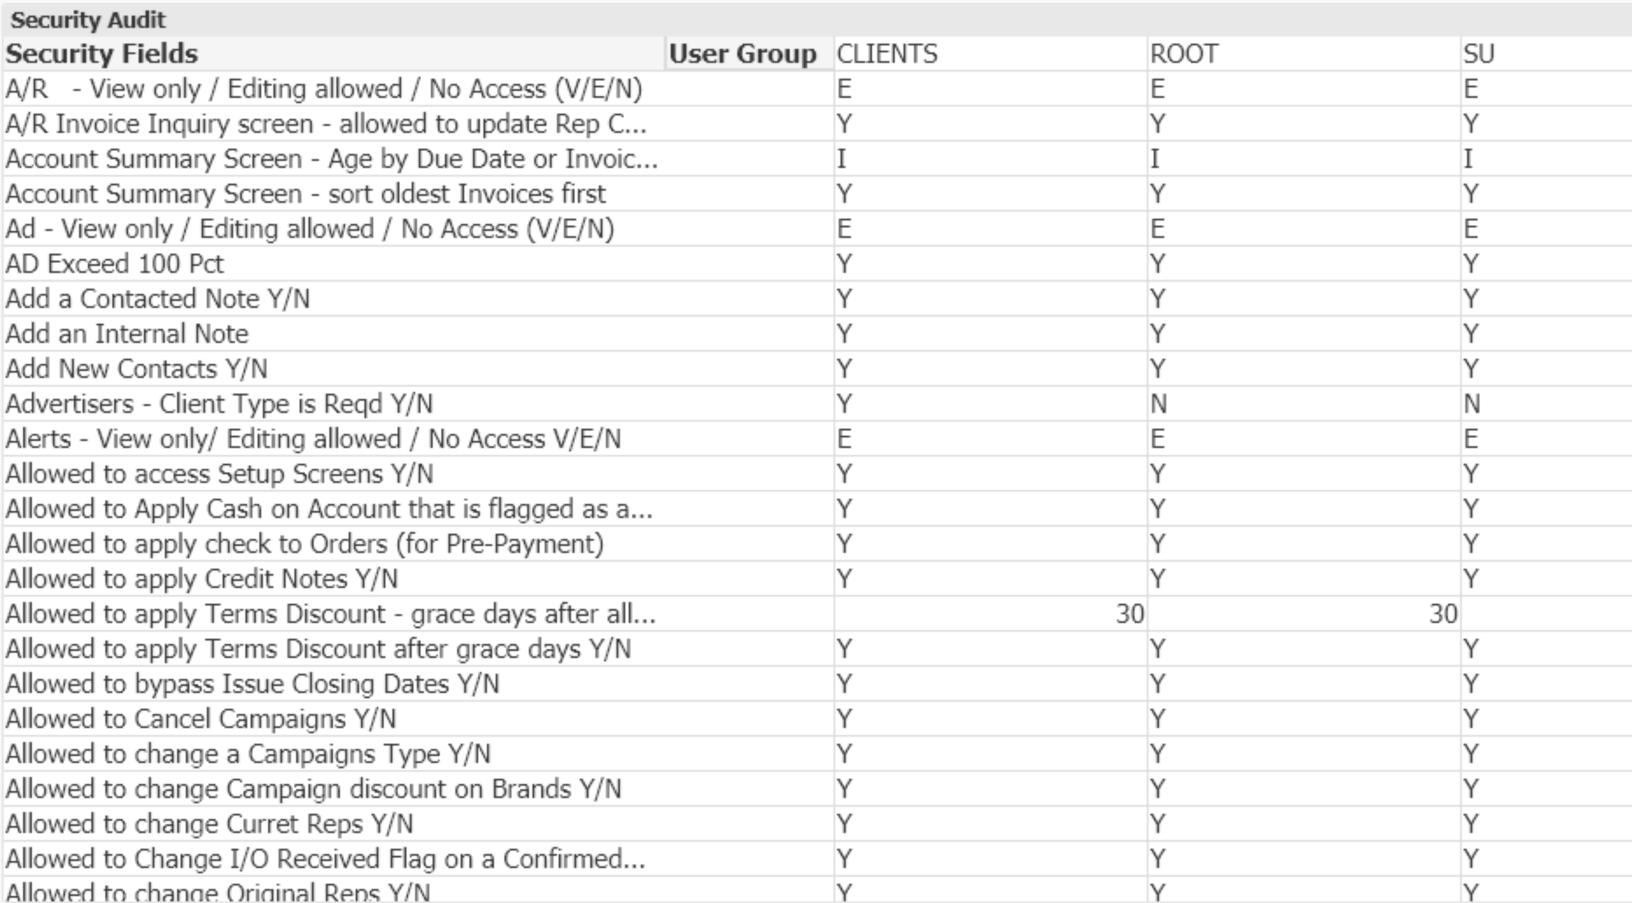 Security Audit
Security Fields User Group CLIENTS ROOT SU
A/R - View only / Editing allowed / No Access (V/E/N) E E E
A/R Invoice Inquiry screen - allowed to update Rep C... Y Y Y
Account Summary Screen - Age by Due Date or Invoic... I I I
Account Summary Screen - sort oldest Invoices first Y Y Y
Ad - View only / Editing allowed / No Access (V/E/N) E E E
AD Exceed 100 Pct Y Y Y
Add a Contacted Note Y/N Y Y Y
Add an Internal Note Y Y Y
Add New Contacts Y/N Y Y Y
Advertisers - Client Type is Reqd Y/N Y N N
Alerts - View only/ Editing allowed / No Access V/E/N E E E
Allowed to access Setup Screens Y/N Y Y Y
Allowed to Apply Cash on Account that is flagged as a... Y Y Y
Allowed to apply check to Orders (for Pre-Payment) Y Y Y
Allowed to apply Credit Notes Y/N Y Y Y
Allowed to apply Terms Discount - grace days after all... 30 30
Allowed to apply Terms Discount after grace days Y/N Y Y Y
Allowed to bypass Issue Closing Dates Y/N Y Y Y
Allowed to Cancel Campaigns Y/N Y Y Y
Allowed to change a Campaigns Type Y/N Y Y Y
Allowed to change Campaign discount on Brands Y/N Y Y Y
Allowed to change Curret Reps Y/N Y Y Y
Allowed to Change I/O Received Flag on a Confirmed... Y Y Y
Allowed to change Original Reps Y/N Y Y Y